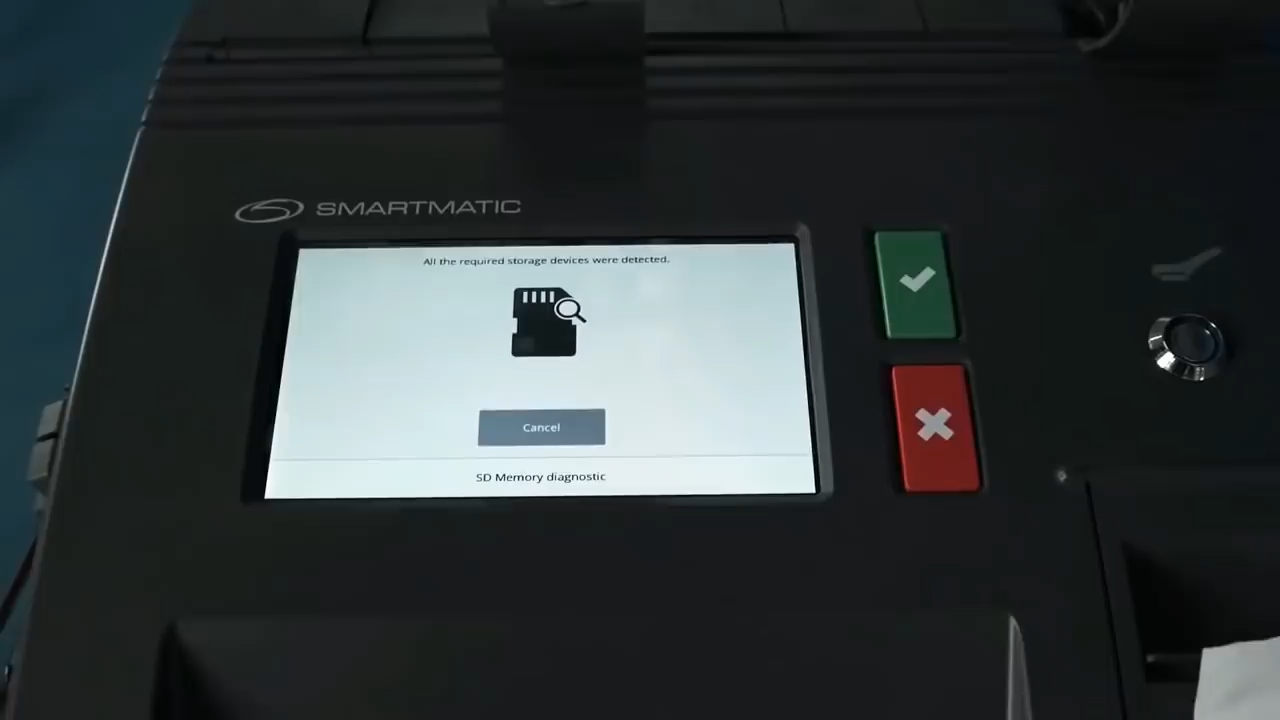 SMARTMATIC
All the required storage devices were detected.
Cancel
SD Memory diagnostic